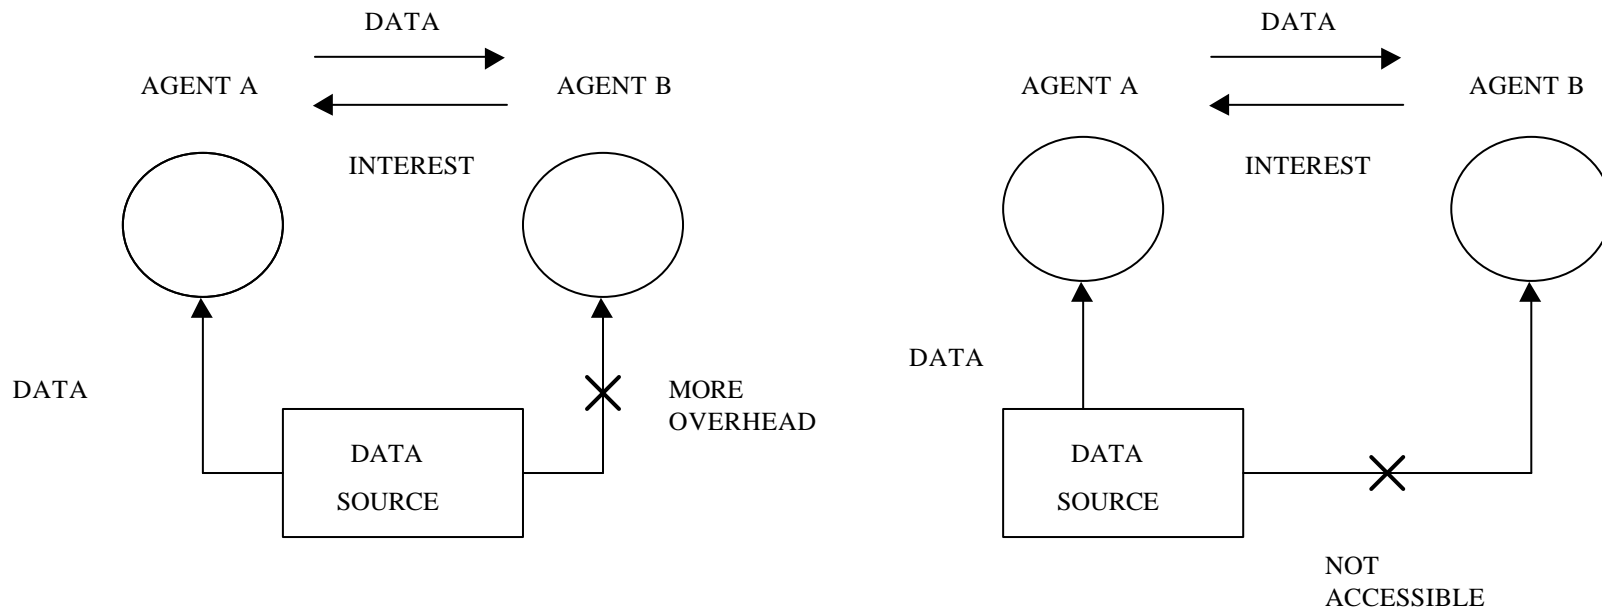 DATA
AGENT A
AGENT B
INTEREST
DATA
MORE
OVERHEAD
DATA
SOURCE
DATA
AGENT A
AGENT B
INTEREST
DATA
DATA
SOURCE
NOT
ACCESSIBLE